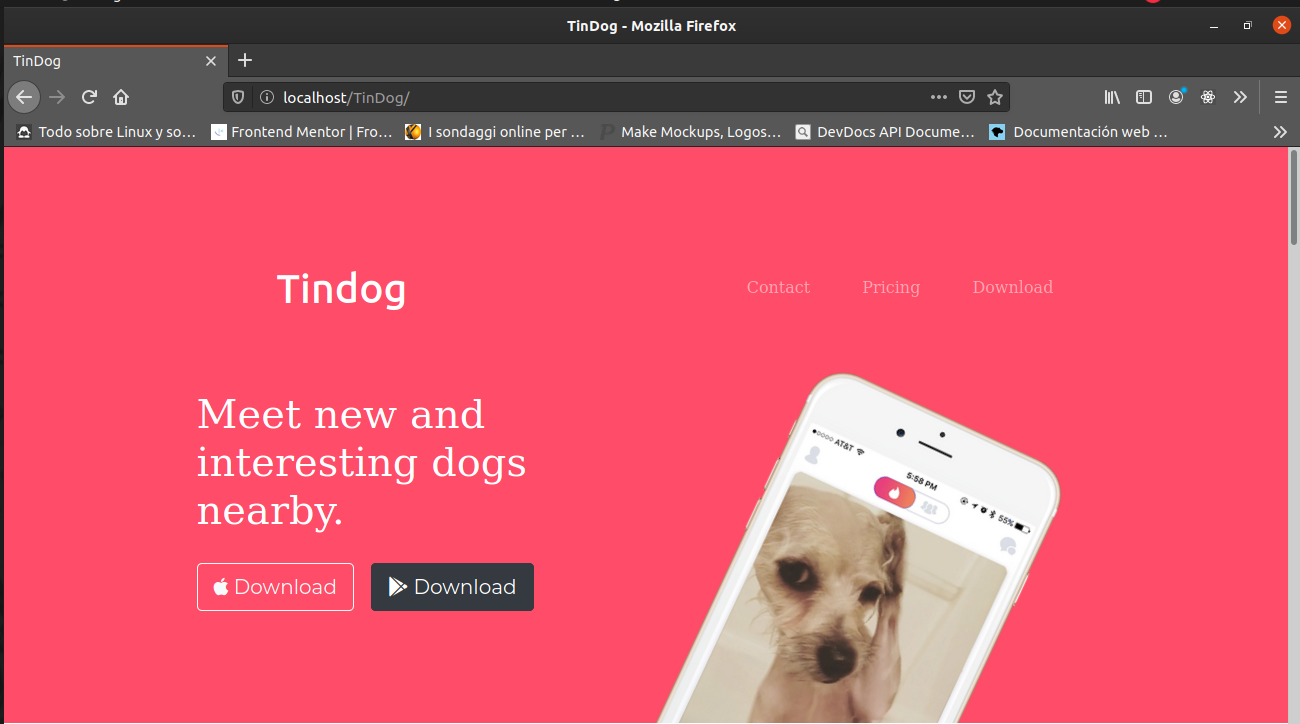 TinDog - Mozilla Firefox
TinDog
localhost/TinDog/
Todo sobre Linux y so… Frontend Mentor | Fro… I sondaggi online per … Make Mockups, Logos… DevDocs API Docume… Documentación web …
Tindog
Contact Pricing Download
Meet new and
interesting dogs
nearby.
Download Download
AT&T 5:58 PM 55%